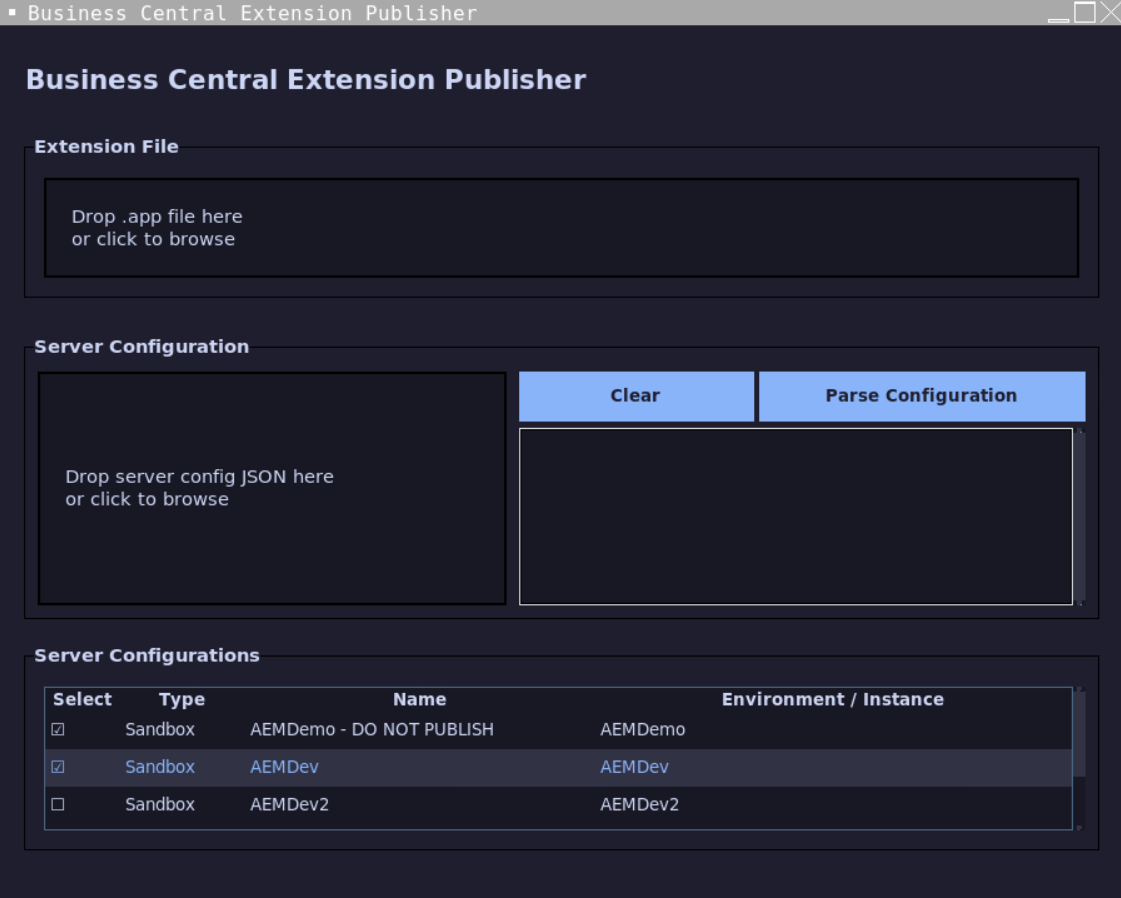 Business Central Extension Publisher
Business Central Extension Publisher
Extension File
Drop .app file here
or click to browse
Server Configuration
Clear
Parse Configuration
Drop server config JSON here
or click to browse
Server Configurations
Select Type Name Environment / Instance
☑ Sandbox AEMDemo - DO NOT PUBLISH AEMDemo
☑ Sandbox AEMDev AEMDev
☐ Sandbox AEMDev2 AEMDev2